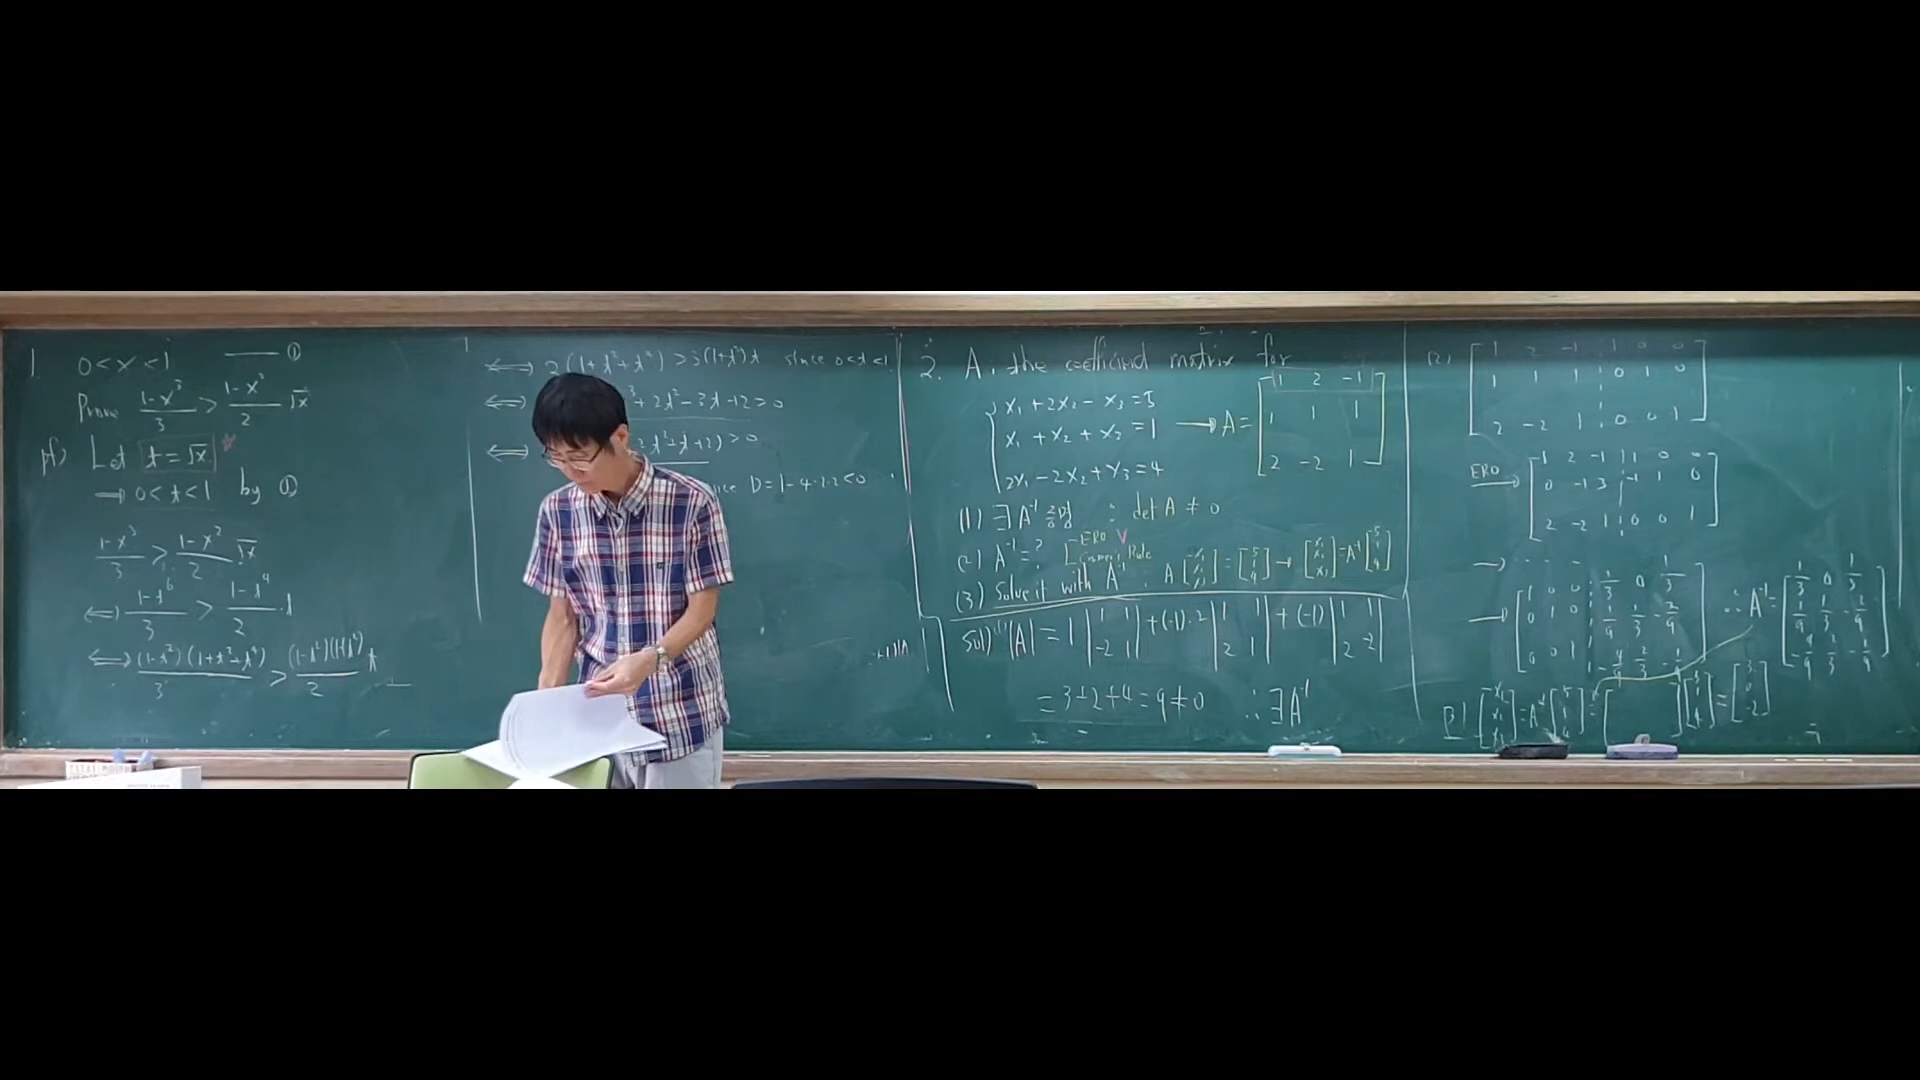 1. 0<x<1 —— ①
Prove (1-x³)/3 > (1-x²)/2 √x
pf) Let t=√x
→ 0<t<1 by ①
(1-x³)/3 > (1-x²)/2 √x
⟺ (1-t⁶)/3 > (1-t⁴)/2 · t
⟺ (1-t²)(1+t²+t⁴)/3 > (1-t²)(1+t²)/2 t
⟺ 2(1+t²+t⁴) > 3(1+t²)t since 0<t<1
⟺ ³+2t²-3t+2>0
⟺ 2t²+t+2)>0
D=1-4·2·2<0
2. A, the coefficient matrix for
x₁+2x₂-x₃=5
x₁+x₂+x₃=1 → A= [1 2 -1
1 1 1
2 -2 1]
2x₁-2x₂+x₃=4
(1) ∃A⁻¹ : det A ≠ 0
(2) A⁻¹=? ERO V
Cramer's Rule
(3) Solve it with A⁻¹ : A [x₁ x₂ x₃] = [5 1 4] → [x₁ x₂ x₃] = A⁻¹ [5 1 4]
sol) (1) |A| = 1 |1 1 -2 1| +(-1)·2 |1 1 2 1| + (-1) |1 1 2 -2|
= 3+2+4=9≠0 ∴ ∃A⁻¹
(2) [1 2 -1 ⋮ 1 0 0
1 1 1 ⋮ 0 1 0
2 -2 1 ⋮ 0 0 1]
ERO → [1 2 -1 ⋮ 1 0 0
0 -1 3 ⋮ -1 1 0
2 -2 1 ⋮ 0 0 1]
→ ...
→ [1 0 0 ⋮ 1/3 0 1/3
0 1 0 ⋮ 1/9 1/3 -2/9
0 0 1 ⋮ -4/9 2/3 -1/9] ∴ A⁻¹= [1/3 0 1/3
1/9 1/3 -2/9
-4/9 2/3 -1/9]
(3) [x₁ x₂ x₃] = A⁻¹ [5 1 4] = [ ] [5 1 4] = [3 0 -2]